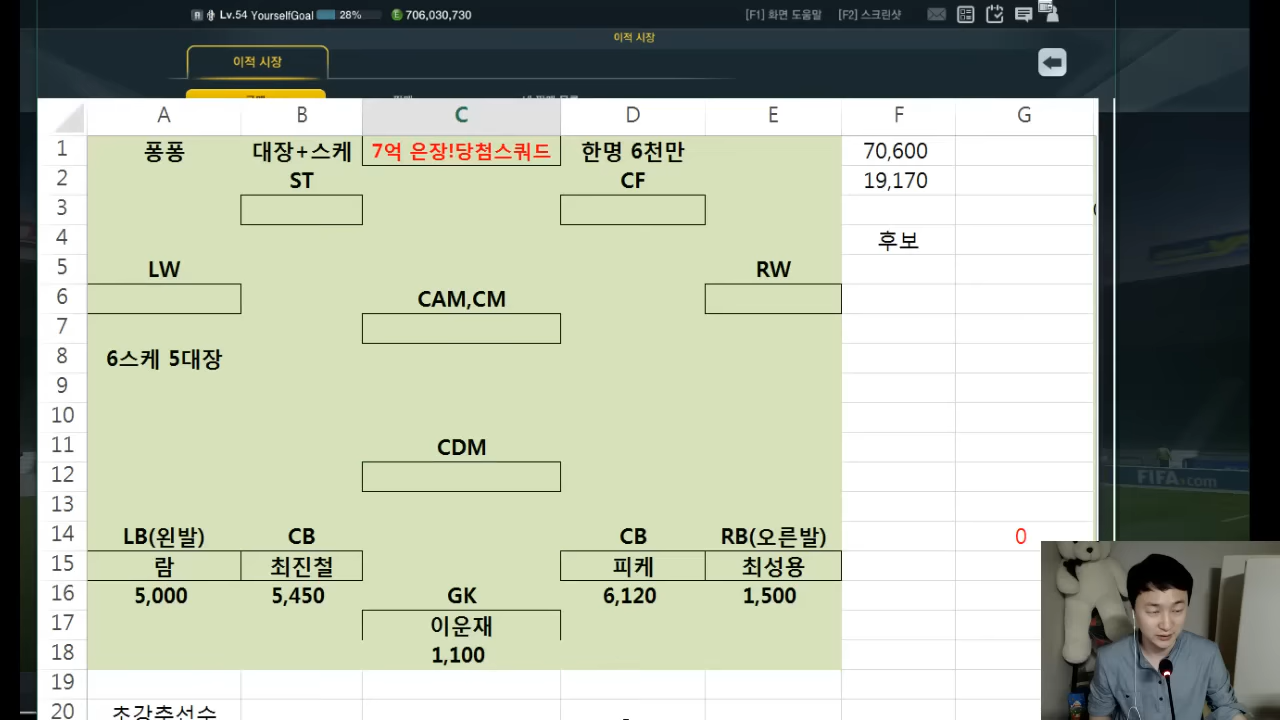 Lv.54 YourselfGoal 28% 706,030,730 [F1] 화면 도움말 [F2] 스크린샷
이적 시장
이적 시장
A B C D E F G
1 퐁퐁 대장+스케 7억 은장!당첨스쿼드 한명 6천만 70,600
2 ST CF 19,170
3
4 후보
5 LW RW
6 CAM,CM
7
8 6스케 5대장
9
10
11 CDM
12
13
14 LB(왼발) CB CB RB(오른발) 0
15 람 최진철 피케 최성용
16 5,000 5,450 GK 6,120 1,500
17 이운재
18 1,100
19
20 초강추선수
FIFA.com